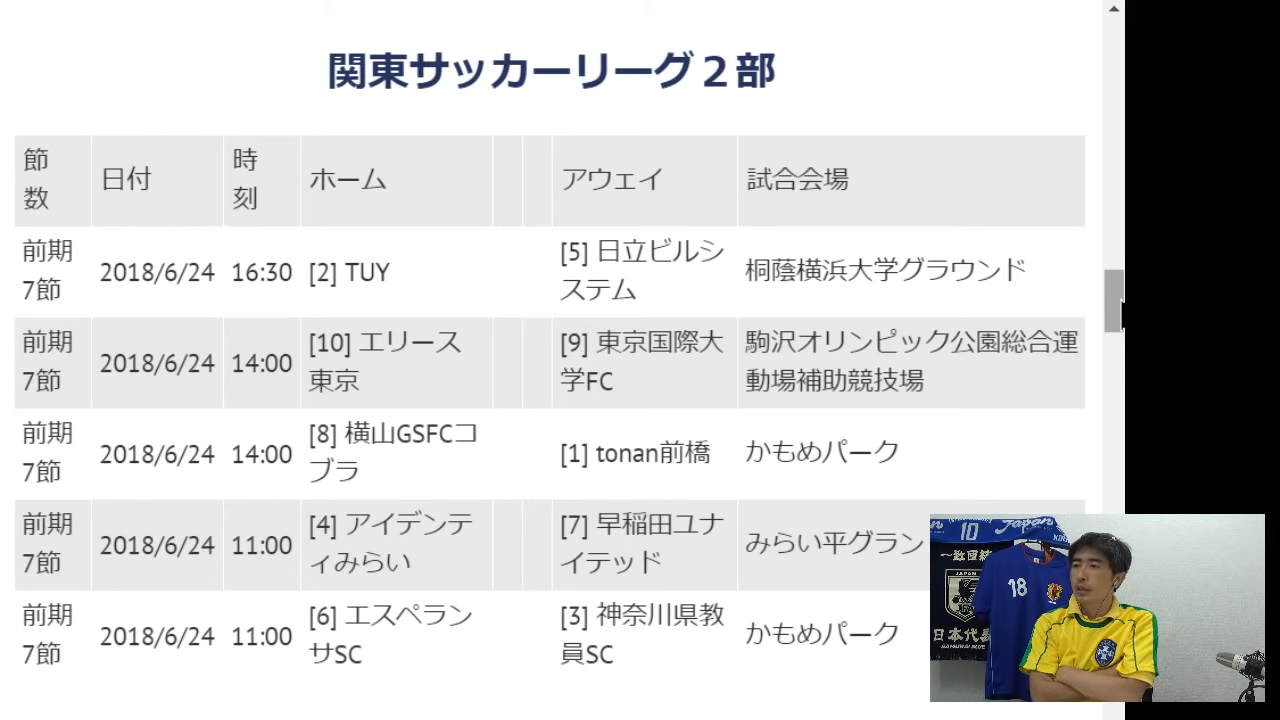 関東サッカーリーグ２部
節
数
日付
時
刻
ホーム
アウェイ
試合会場
前期
7節
2018/6/24
16:30
[2] TUY
[5] 日立ビルシ
ステム
桐蔭横浜大学グラウンド
前期
7節
2018/6/24
14:00
[10] エリース
東京
[9] 東京国際大
学FC
駒沢オリンピック公園総合運
動場補助競技場
前期
7節
2018/6/24
14:00
[8] 横山GSFCコ
ブラ
[1] tonan前橋
かもめパーク
前期
7節
2018/6/24
11:00
[4] アイデンテ
ィみらい
[7] 早稲田ユナ
イテッド
みらい平グラン
前期
7節
2018/6/24
11:00
[6] エスペラン
サSC
[3] 神奈川県教
員SC
かもめパーク
10
Japan
JAPAN
18
日本代表
SAMURAI BLUE